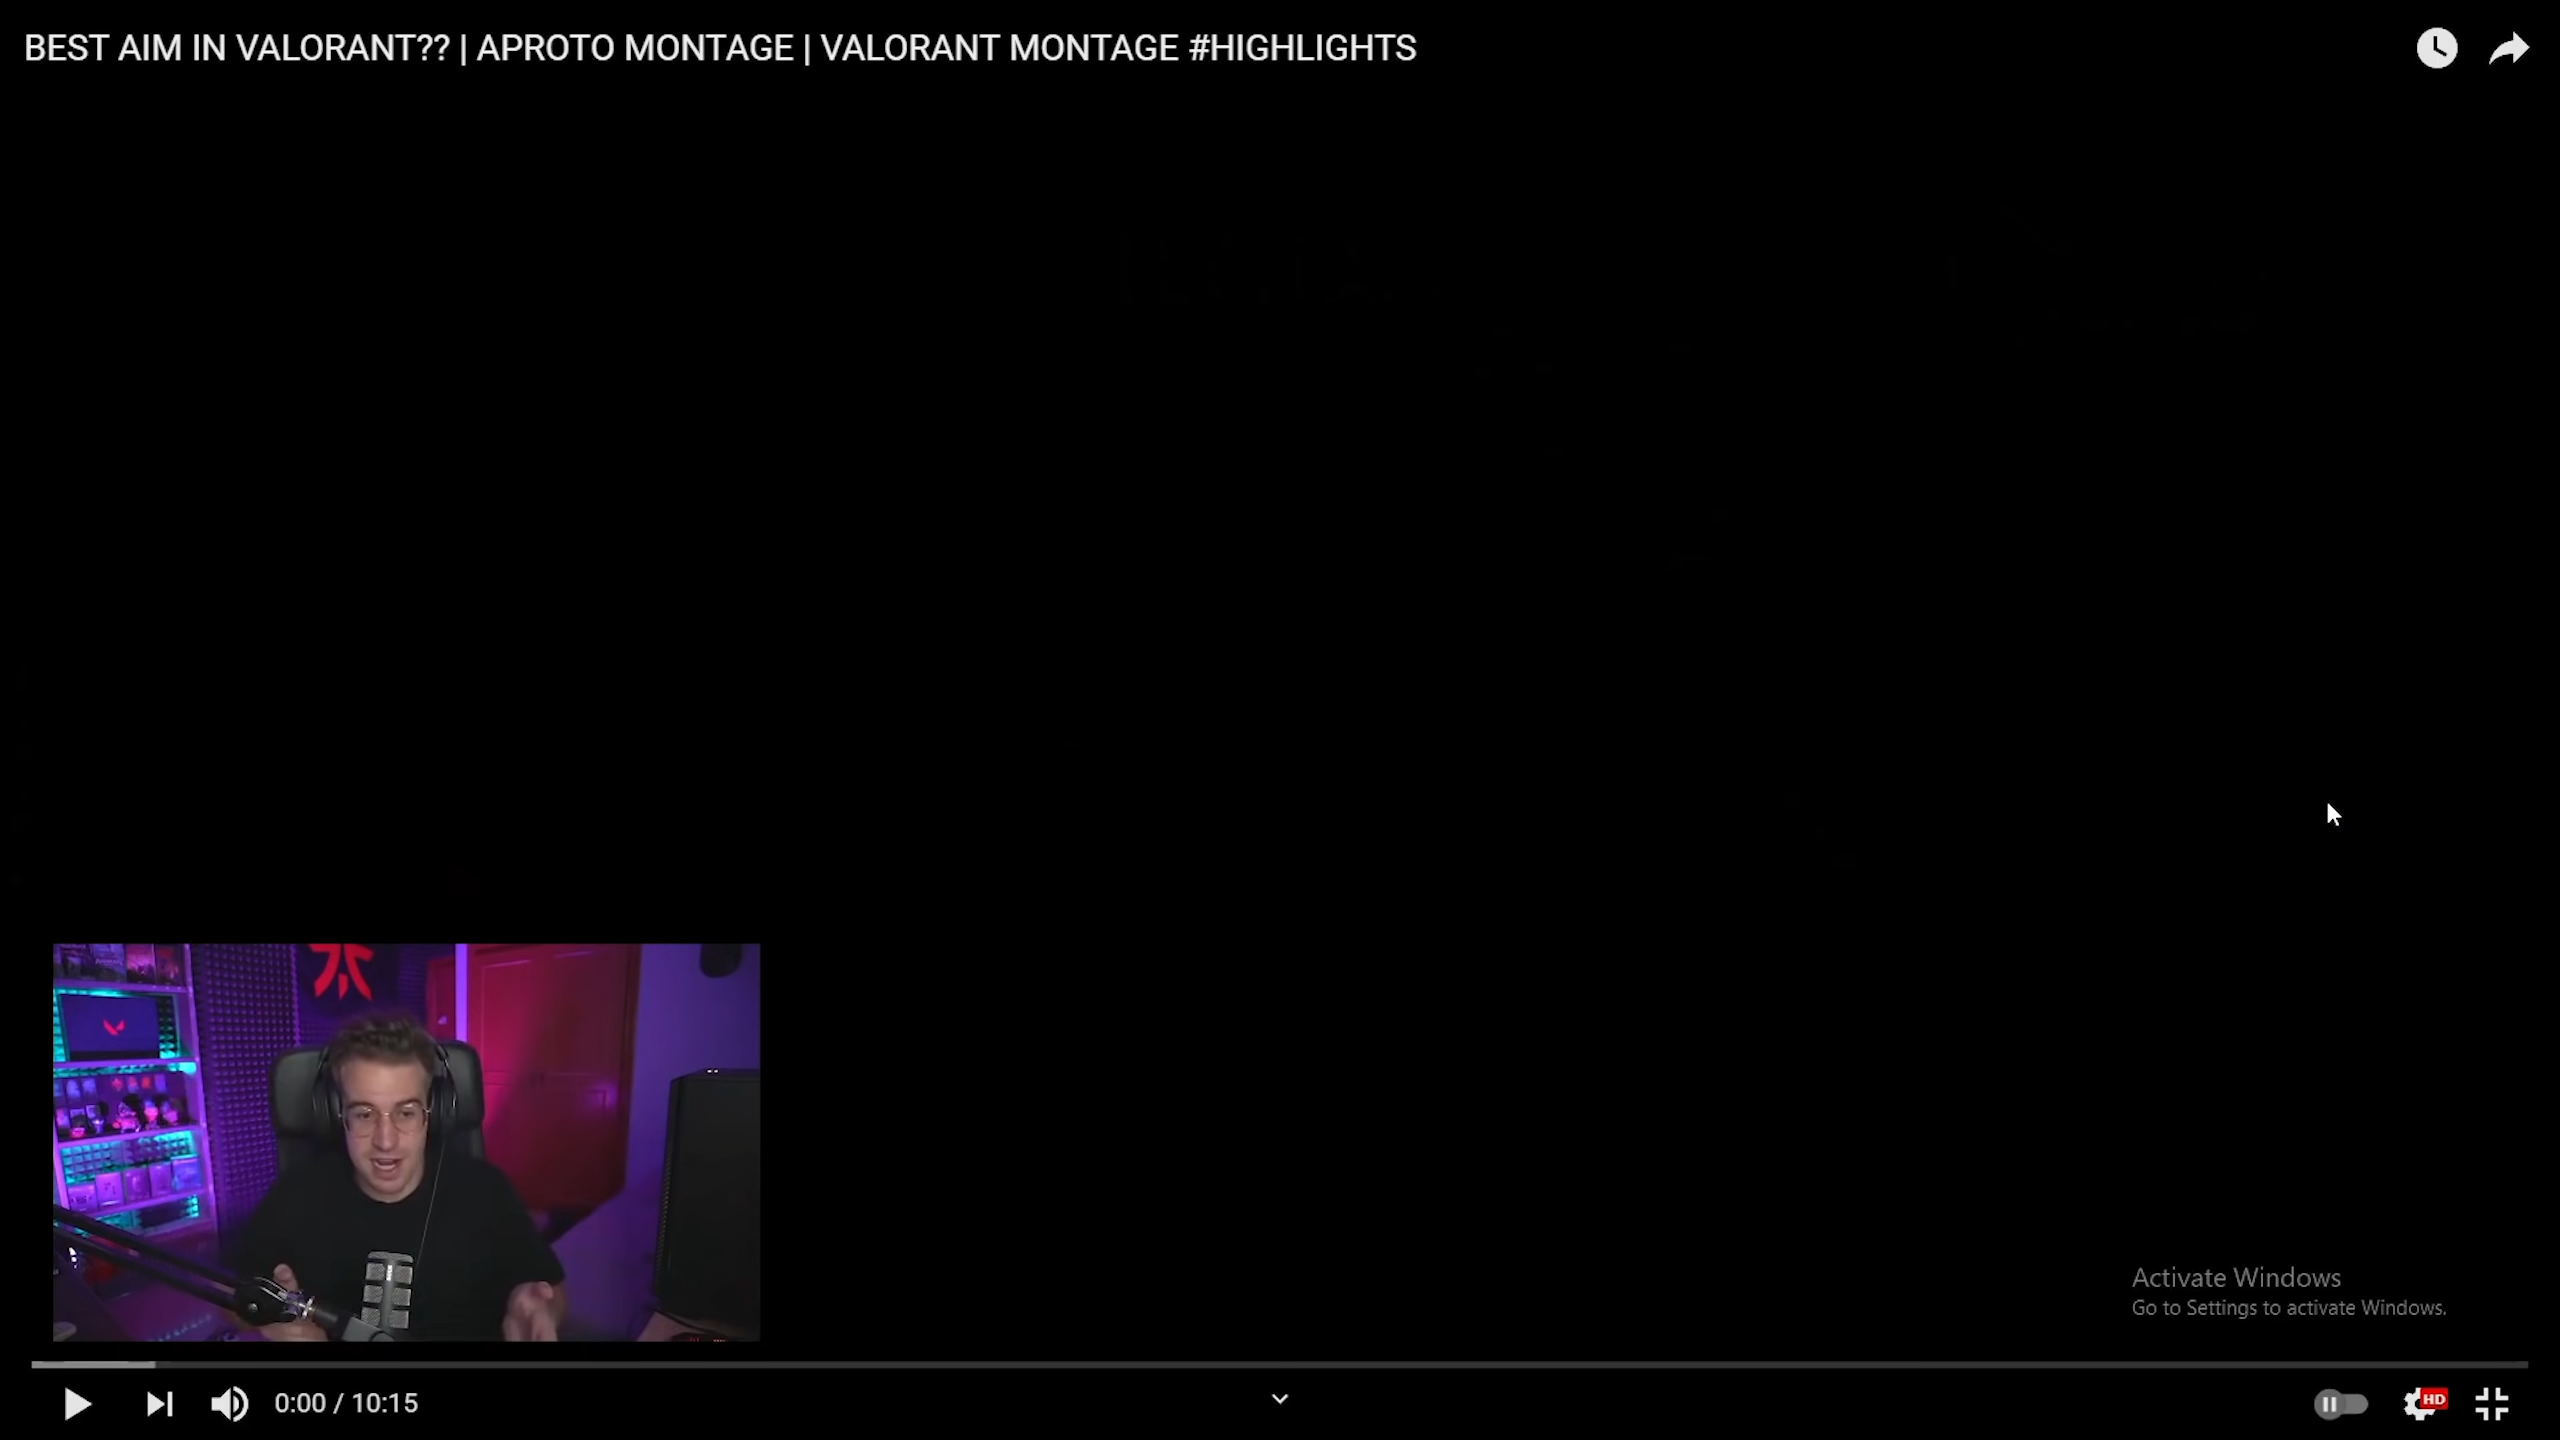 BEST AIM IN VALORANT?? | APROTO MONTAGE | VALORANT MONTAGE #HIGHLIGHTS
Activate Windows
Go to Settings to activate Windows.
0:00 / 10:15
HD